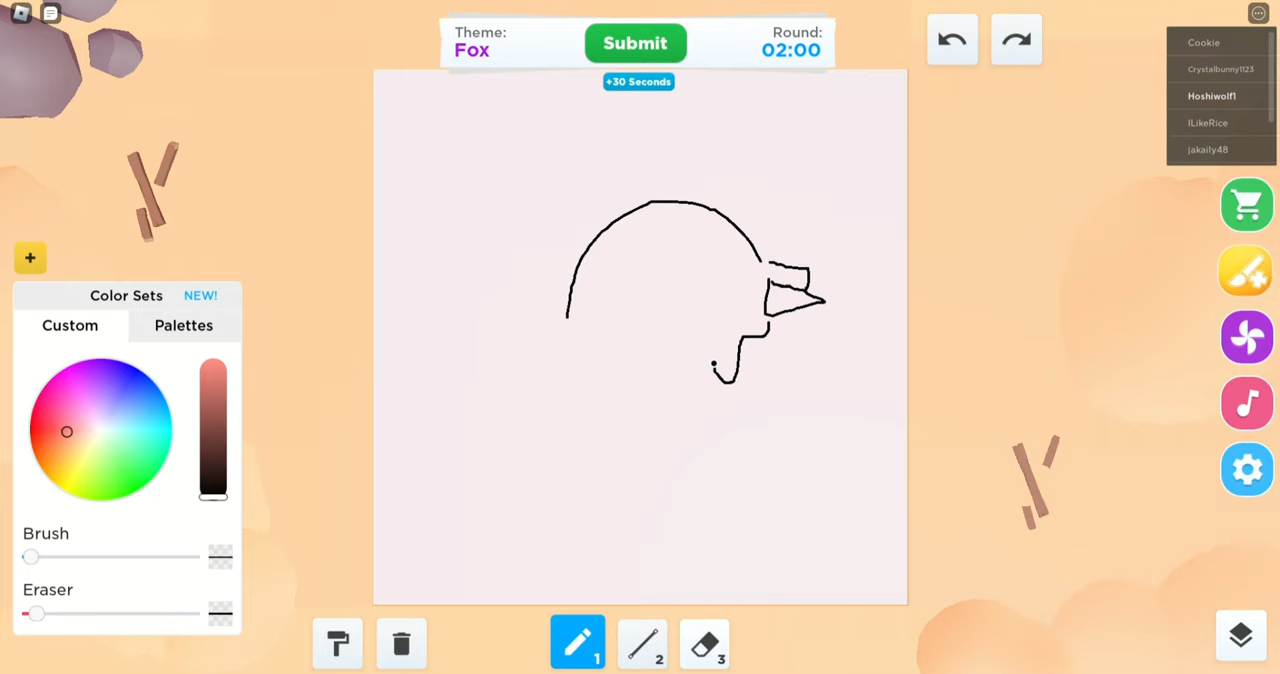 Theme:
Fox
Submit
Round:
02:00
+30 Seconds
Cookie
Crystalbunny1123
Hoshiwolf1
ILikeRice
jakaily48
+
Color Sets NEW!
Custom
Palettes
Brush
Eraser
1
2
3